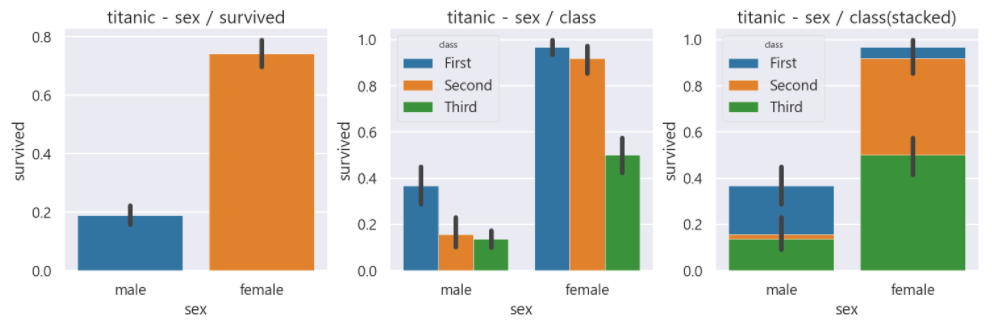 titanic - sex / survived
0.8
0.6
0.4
0.2
0.0
survived
male female
sex
titanic - sex / class
1.0
0.8
0.6
0.4
0.2
0.0
survived
class
First
Second
Third
male female
sex
titanic - sex / class(stacked)
1.0
0.8
0.6
0.4
0.2
0.0
survived
class
First
Second
Third
male female
sex